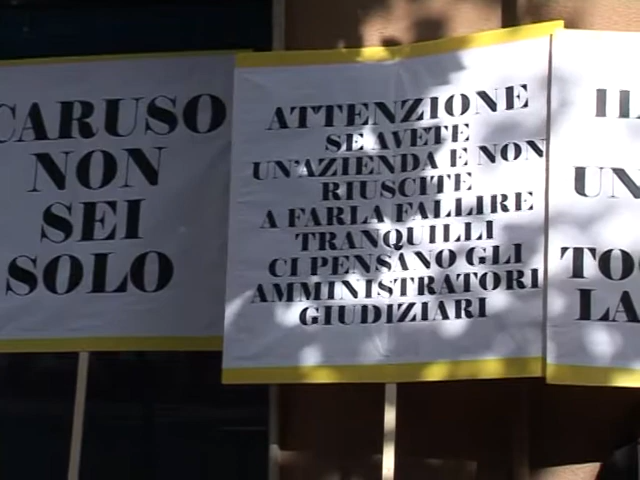 CARUSO
NON
SEI
SOLO
ATTENZIONE
SE AVETE
UN'AZIENDA E NON
RIUSCITE
A FARLA FALLIRE
TRANQUILLI
CI PENSANO GLI
AMMINISTRATORI
GIUDIZIARI
IL
UN
LA